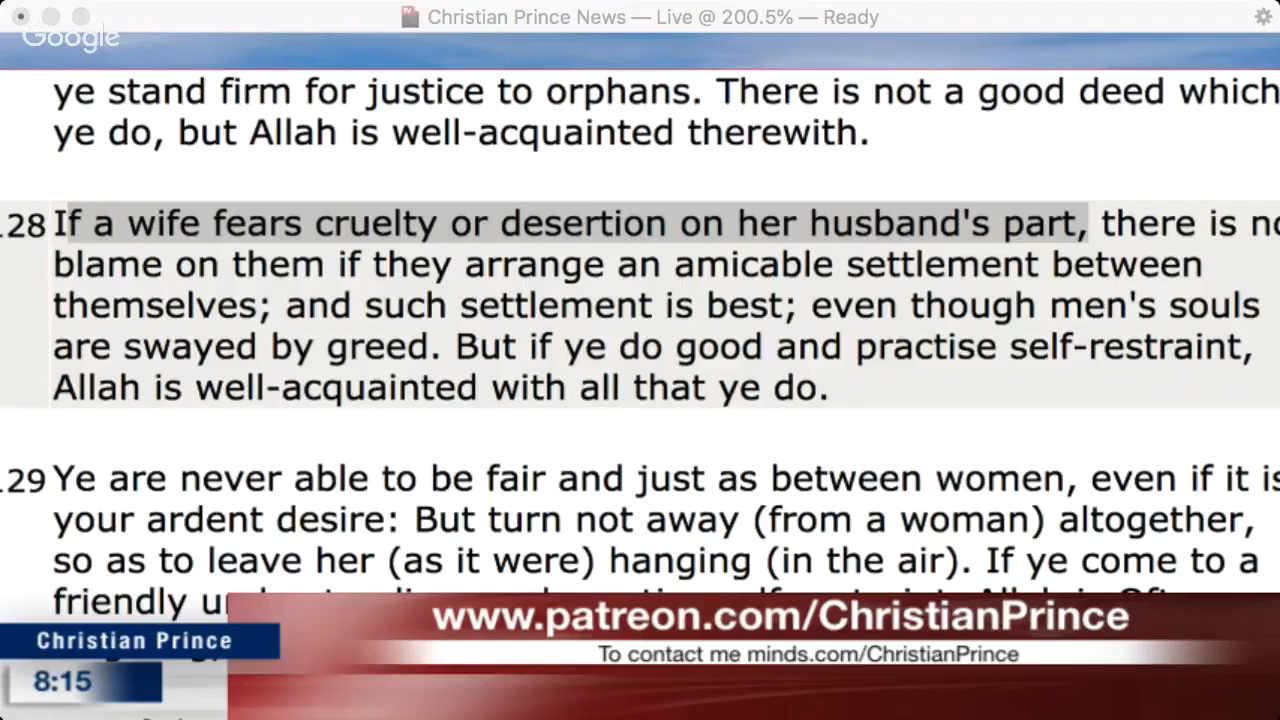 Christian Prince News — Live @ 200.5% — Ready
Google
ye stand firm for justice to orphans. There is not a good deed which
ye do, but Allah is well-acquainted therewith.
.28 If a wife fears cruelty or desertion on her husband's part, there is no
blame on them if they arrange an amicable settlement between
themselves; and such settlement is best; even though men's souls
are swayed by greed. But if ye do good and practise self-restraint,
Allah is well-acquainted with all that ye do.
.29 Ye are never able to be fair and just as between women, even if it is
your ardent desire: But turn not away (from a woman) altogether,
so as to leave her (as it were) hanging (in the air). If ye come to a
friendly
www.patreon.com/ChristianPrince
Christian Prince
To contact me minds.com/ChristianPrince
8:15